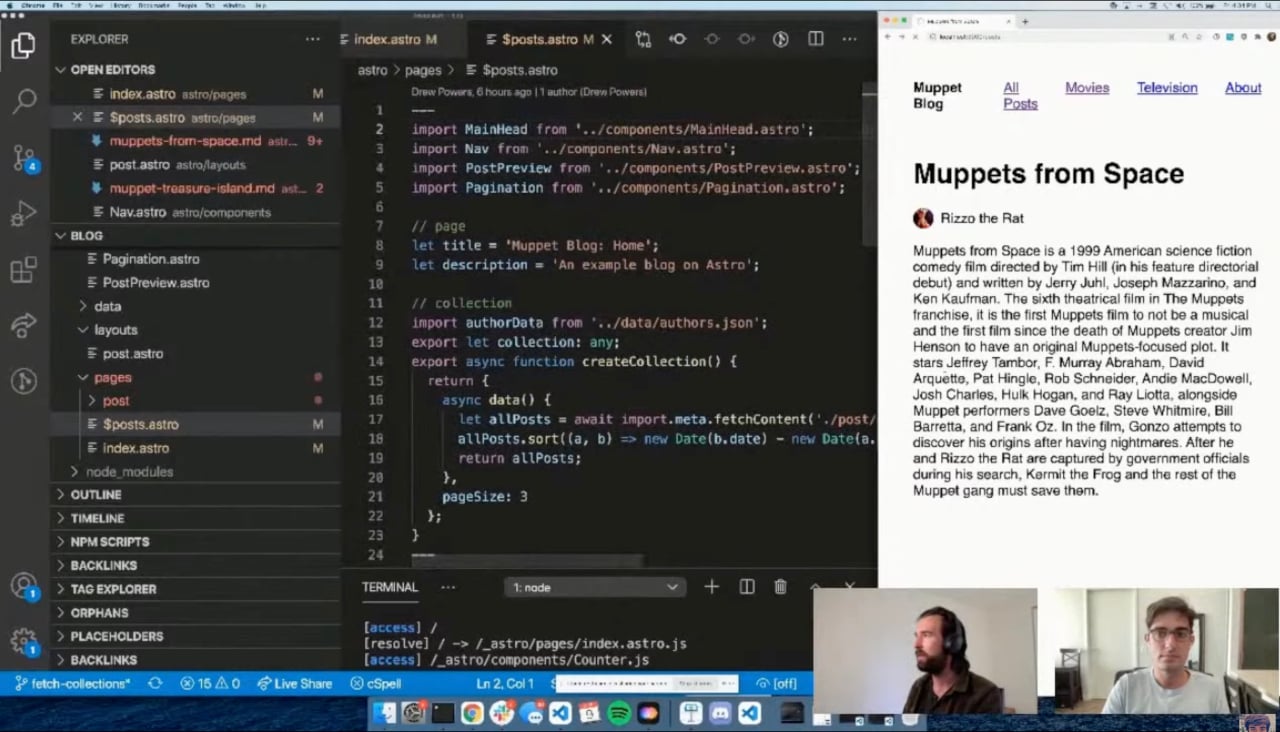 Chrome File Edit View History Bookmarks People Tab Window Help
EXPLORER
OPEN EDITORS
index.astro astro/pages M
$posts.astro astro/pages M
muppets-from-space.md astr... 9+
post.astro astro/layouts
muppet-treasure-island.md ast... 2
Nav.astro astro/components
BLOG
Pagination.astro
PostPreview.astro
data
layouts
post.astro
pages
post
$posts.astro M
index.astro M
node_modules
OUTLINE
TIMELINE
NPM SCRIPTS
BACKLINKS
TAG EXPLORER
ORPHANS
PLACEHOLDERS
BACKLINKS
4
1
1
index.astro M
$posts.astro M
astro > pages > $posts.astro
Drew Powers, 6 hours ago | 1 author (Drew Powers)
1 ---
2 import MainHead from '../components/MainHead.astro';
3 import Nav from '../components/Nav.astro';
4 import PostPreview from '../components/PostPreview.astro';
5 import Pagination from '../components/Pagination.astro';
6
7 // page
8 let title = 'Muppet Blog: Home';
9 let description = 'An example blog on Astro';
10
11 // collection
12 import authorData from '../data/authors.json';
13 export let collection: any;
14 export async function createCollection() {
15 return {
16 async data() {
17 let allPosts = await import.meta.fetchContent('./post/
18 allPosts.sort((a, b) => new Date(b.date) - new Date(a.
19 return allPosts;
20 },
21 pageSize: 3
22 };
23 }
24 ---
TERMINAL ... 1: node
[access] /
[resolve] / -> /_astro/pages/index.astro.js
[access] /_astro/components/Counter.js
fetch-collections* 15 0 Live Share cSpell Ln 2, Col 1 [off]
Muppets from Space
Muppet Blog
All Posts
Movies
Television
About
Muppets from Space
Rizzo the Rat
Muppets from Space is a 1999 American science fiction
comedy film directed by Tim Hill (in his feature directorial
debut) and written by Jerry Juhl, Joseph Mazzarino, and
Ken Kaufman. The sixth theatrical film in The Muppets
franchise, it is the first Muppets film to not be a musical
and the first film since the death of Muppets creator Jim
Henson to have an original Muppets-focused plot. It
stars Jeffrey Tambor, F. Murray Abraham, David
Arquette, Pat Hingle, Rob Schneider, Andie MacDowell,
Josh Charles, Hulk Hogan, and Ray Liotta, alongside
Muppet performers Dave Goelz, Steve Whitmire, Bill
Barretta, and Frank Oz. In the film, Gonzo attempts to
discover his origins after having nightmares. After he
and Rizzo the Rat are captured by government officials
during his search, Kermit the Frog and the rest of the
Muppet gang must save them.